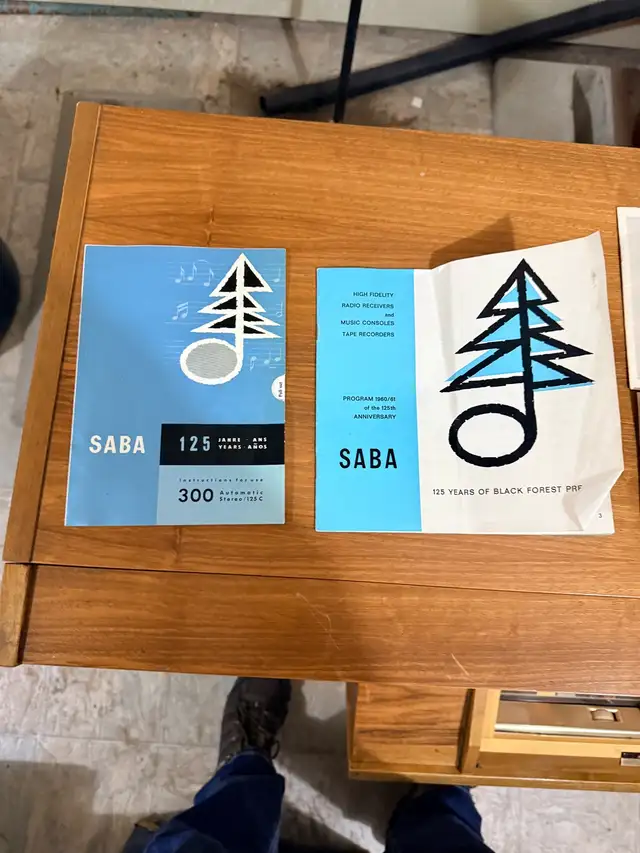 SABA
125 JAHRE · ANS
YEARS · AÑOS
Instructions for use
300 Automatic
Stereo/125 C
HIGH FIDELITY
RADIO RECEIVERS
and
MUSIC CONSOLES
TAPE RECORDERS
PROGRAM 1960/61
of the 125th
ANNIVERSARY
SABA
125 YEARS OF BLACK FOREST
3